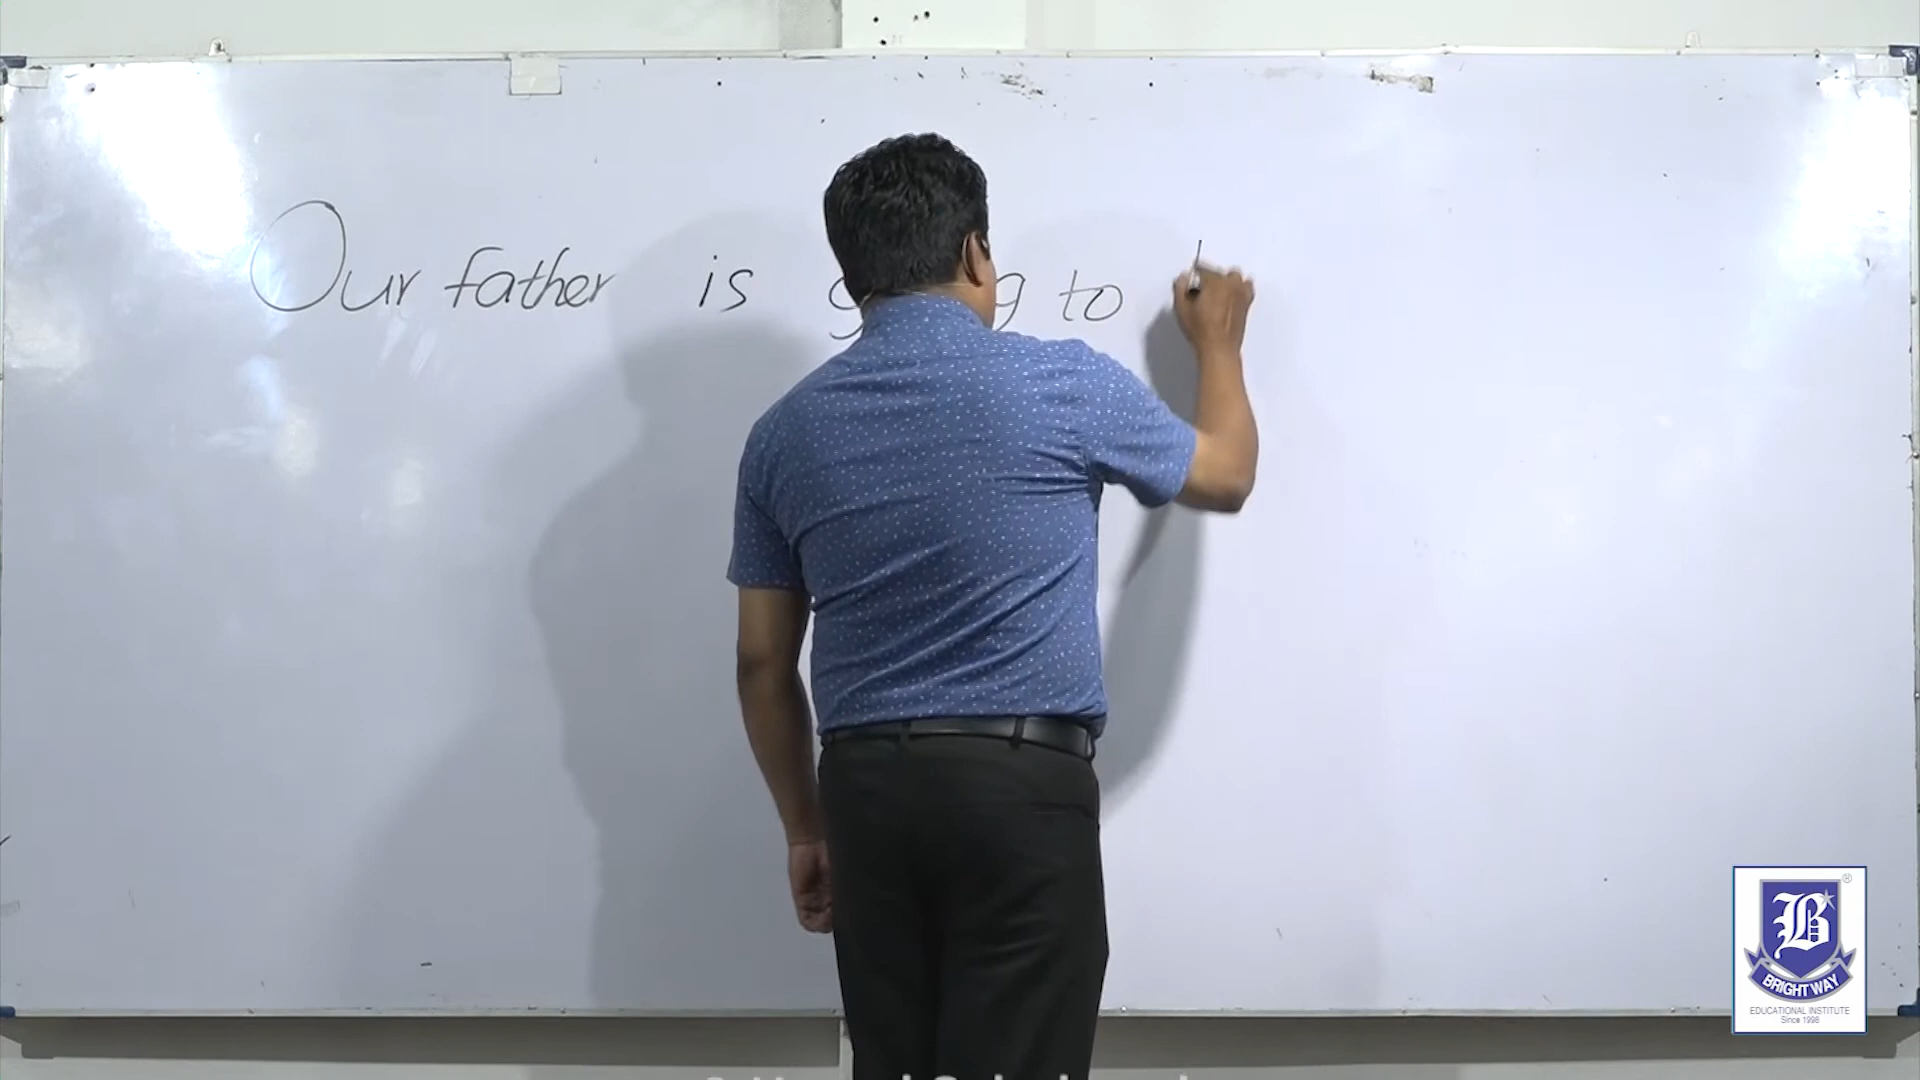 Our father is to
B
BRIGHT WAY
EDUCATIONAL INSTITUTE
Since 1998